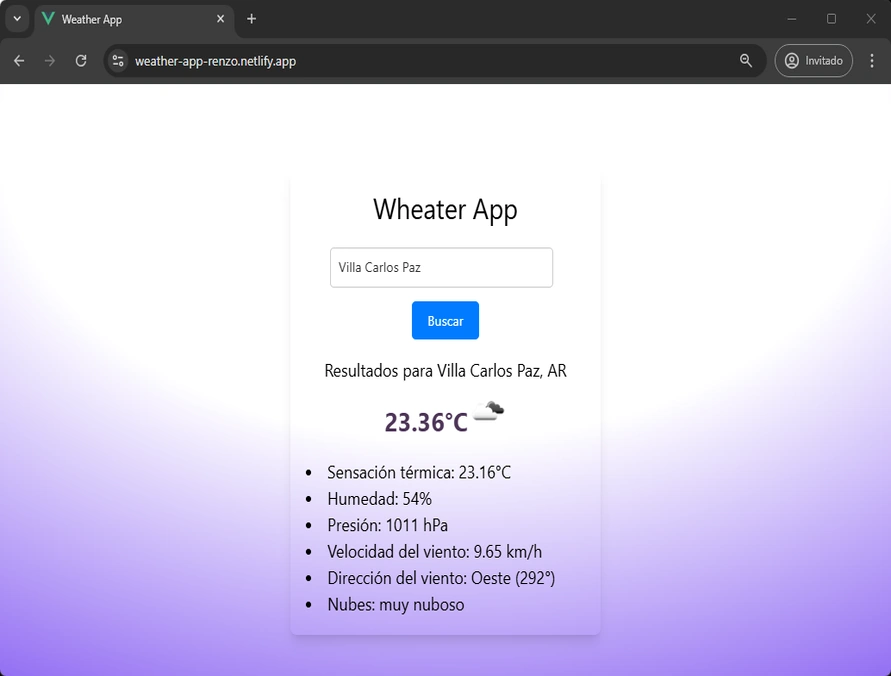 Weather App
weather-app-renzo.netlify.app
Invitado
Wheater App
Villa Carlos Paz
Buscar
Resultados para Villa Carlos Paz, AR
23.36°C
• Sensación térmica: 23.16°C
• Humedad: 54%
• Presión: 1011 hPa
• Velocidad del viento: 9.65 km/h
• Dirección del viento: Oeste (292°)
• Nubes: muy nuboso